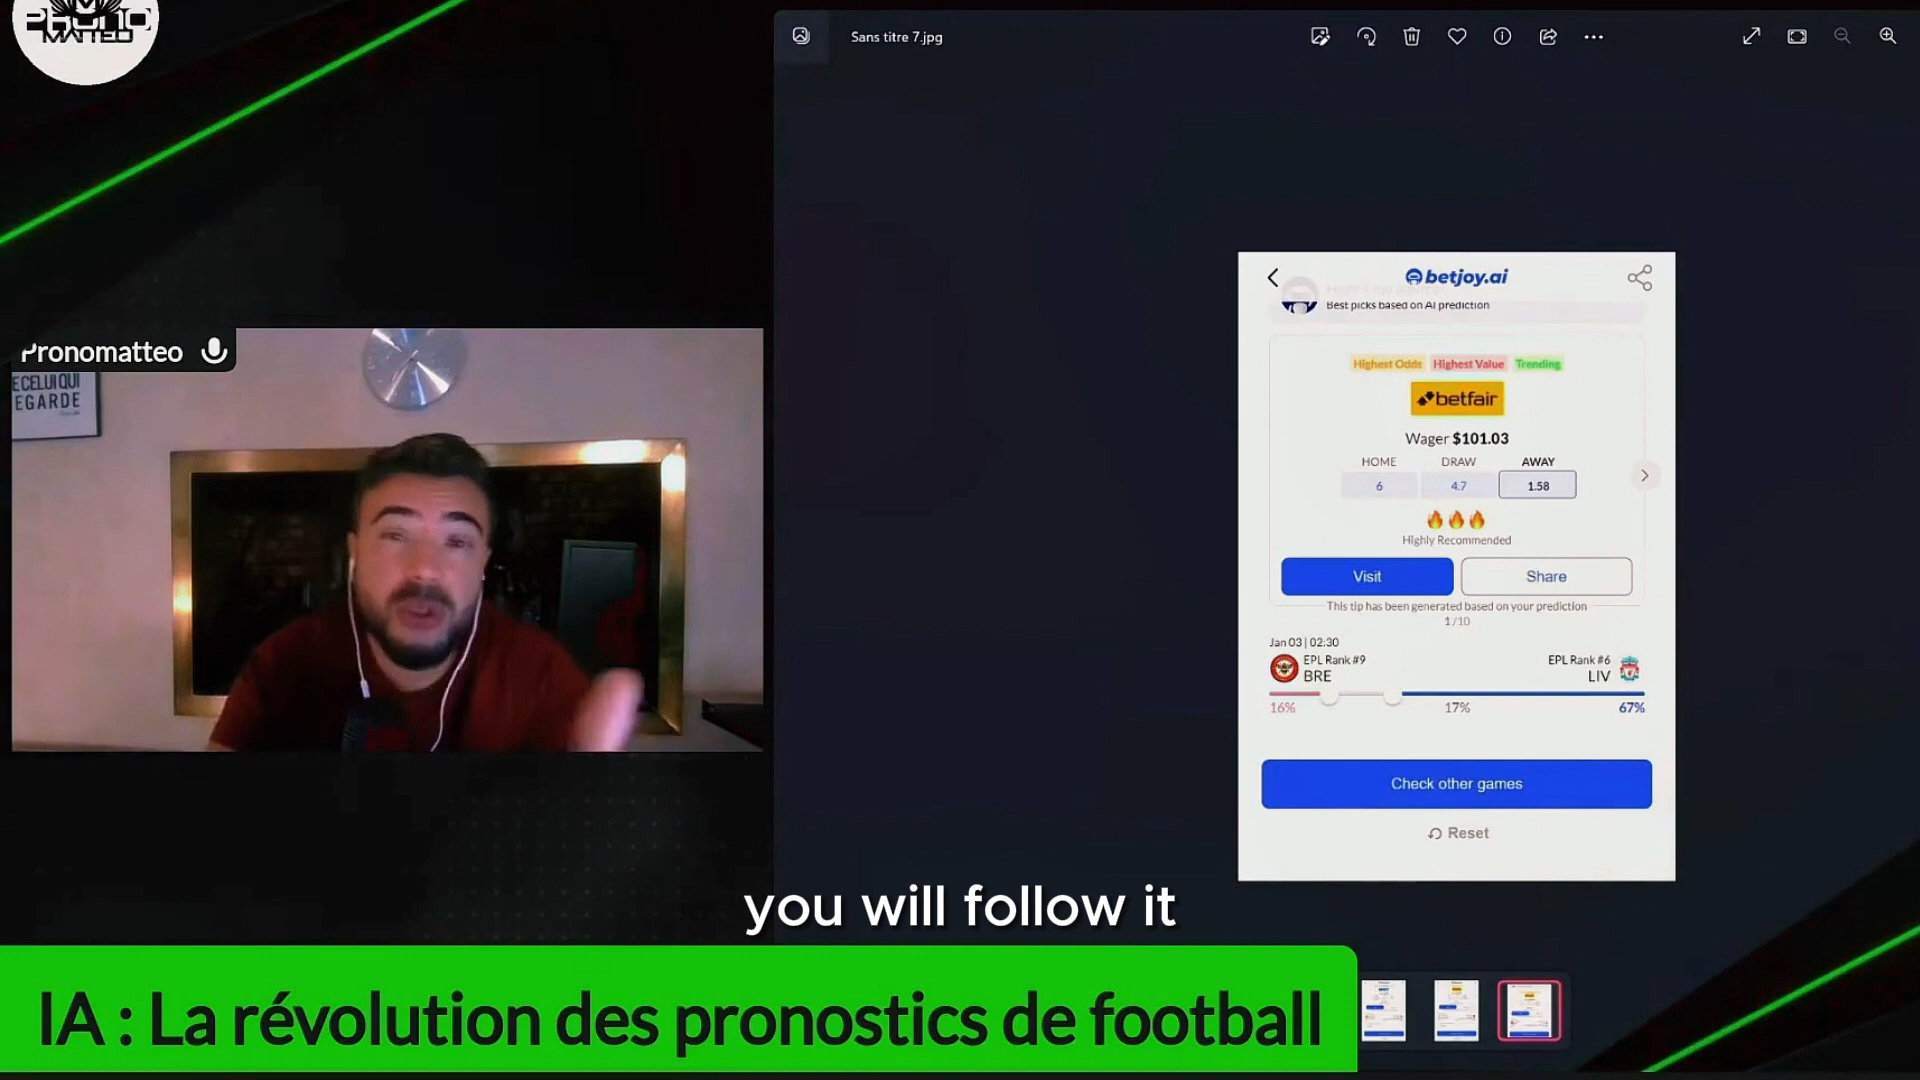 PRONO
MATTEO
Pronomatteo
E CELUI QUI
EGARDE
Sans titre 7.jpg
betjoy.ai
Best picks based on AI prediction
Highest Odds Highest Value Trending
betfair
Wager $101.03
HOME DRAW AWAY
6 4.7 1.58
Highly Recommended
Visit Share
This tip has been generated based on your prediction
1/10
Jan 03 | 02:30
EPL Rank #9 EPL Rank #6
BRE LIV
16% 17% 67%
Check other games
Reset
you will follow it
IA : La révolution des pronostics de football